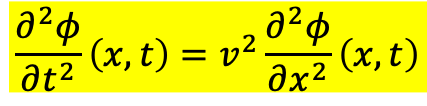 ∂²ϕ/∂t² (x, t) = v² ∂²ϕ/∂x² (x, t)